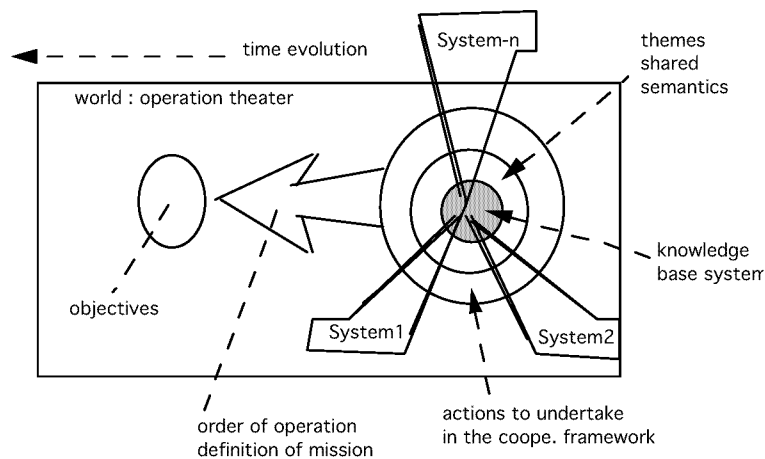 System-n
time evolution
themes
shared
semantics
world : operation theater
knowledge
base system
objectives
System1
System2
order of operation
definition of mission
actions to undertake
in the coope. framework